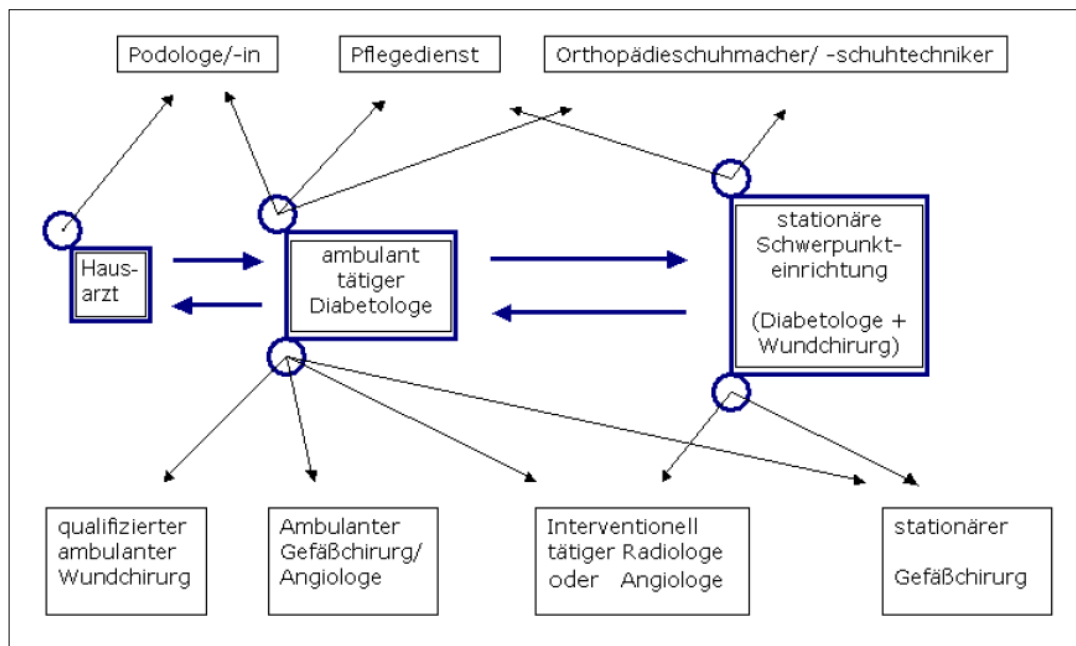 Podologe/-in
Pflegedienst
Orthopädieschuhmacher/ -schuhtechniker
Haus-
arzt
ambulant
tätiger
Diabetologe
stationäre
Schwerpunkt-
einrichtung
(Diabetologe +
Wundchirurg)
qualifizierter
ambulanter
Wundchirurg
Ambulanter
Gefäßchirurg/
Angiologe
Interventionell
tätiger Radiologe
oder Angiologe
stationärer
Gefäßchirurg